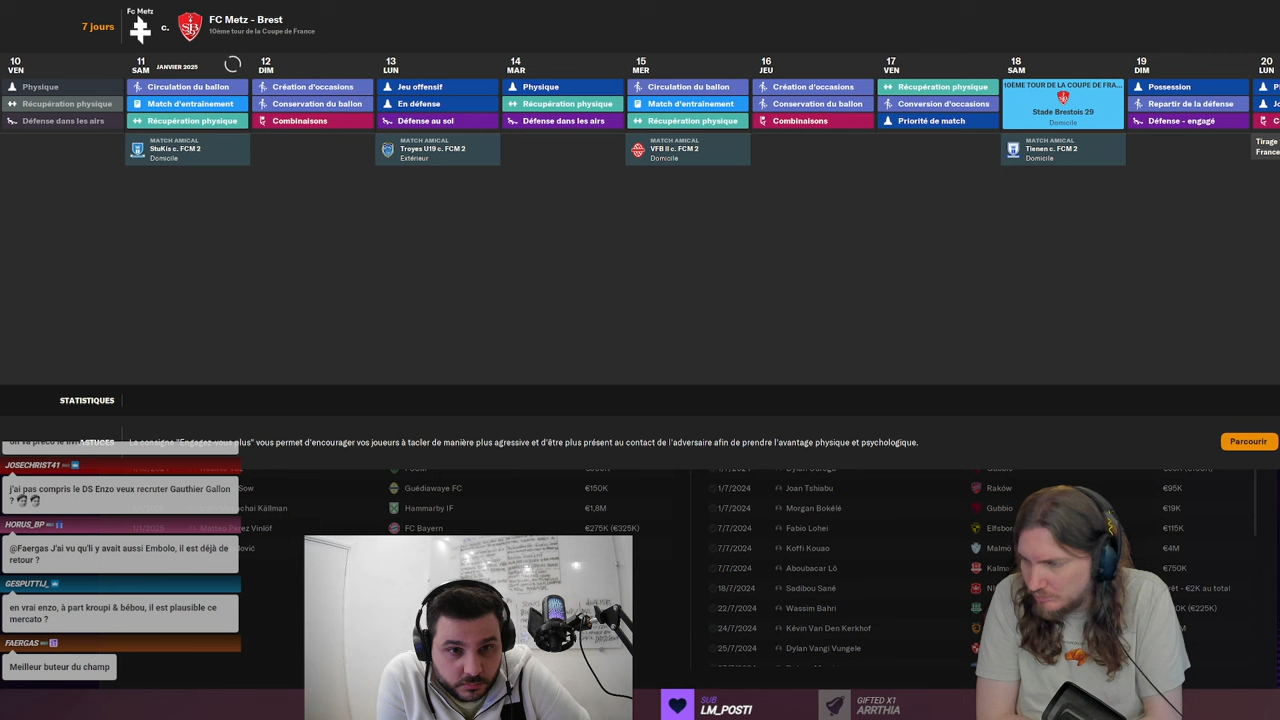 7 jours
Fc Metz
c.
FC Metz - Brest
10ème tour de la Coupe de France
10
VEN
11
SAM JANVIER 2025
12
DIM
13
LUN
14
MAR
15
MER
16
JEU
17
VEN
18
SAM
19
DIM
20
LUN
Physique
Récupération physique
Défense dans les airs
Circulation du ballon
Match d'entraînement
Récupération physique
Création d'occasions
Conservation du ballon
Combinaisons
Jeu offensif
En défense
Défense au sol
Physique
Récupération physique
Défense dans les airs
Circulation du ballon
Match d'entraînement
Récupération physique
Création d'occasions
Conservation du ballon
Combinaisons
Récupération physique
Conversion d'occasions
Priorité de match
10ÈME TOUR DE LA COUPE DE FRA...
Stade Brestois 29
Domicile
Possession
Repartir de la défense
Défense - engagé
MATCH AMICAL
StuKis c. FCM 2
Domicile
MATCH AMICAL
Troyes U19 c. FCM 2
Extérieur
MATCH AMICAL
VFB II c. FCM 2
Domicile
MATCH AMICAL
Tienen c. FCM 2
Domicile
Tirage
France
STATISTIQUES
ASTUCES
La consigne "Engagez-vous plus" vous permet d'encourager vos joueurs à tacler de manière plus agressive et d'être plus présent au contact de l'adversaire afin de prendre l'avantage physique et psychologique.
Parcourir
JOSECHRIST41
j'ai pas compris le DS Enzo veux recruter Gauthier Gallon
?
HORUS_BP
@Faergas J'ai vu qu'il y avait aussi Embolo, il est déjà de
retour ?
GESPUTTIJ_
en vrai enzo, à part kroupi & bébou, il est plausible ce
mercato ?
FAERGAS
Meilleur buteur du champ
Sow
Guédiawaye FC
€150K
Källman
Hammarby IF
€1,8M
1/1/2025
Matteo Perez Vinlöf
FC Bayern
€275K (€325K)
1/7/2024
Joan Tshiabu
Raków
€95K
1/7/2024
Morgan Bokélé
Gubbio
€19K
7/7/2024
Fabio Lohei
Elfsbor
€115K
7/7/2024
Koffi Kouao
Malmö
€4M
7/7/2024
Aboubacar Lô
Kalma
€750K
18/7/2024
Sadibou Sané
€2K au total
22/7/2024
Wassim Bahri
(€225K)
24/7/2024
Kévin Van Den Kerkhof
25/7/2024
Dylan Vangi Vungele
SUB
LM_POSTI
GIFTED X1
ARRTHIA